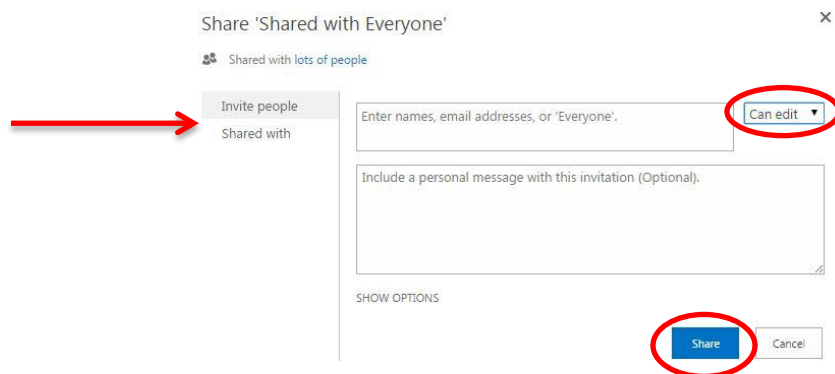 Share 'Shared with Everyone'
Shared with lots of people
Invite people
Shared with
Enter names, email addresses, or 'Everyone'.
Can edit
Include a personal message with this invitation (Optional).
SHOW OPTIONS
Share
Cancel